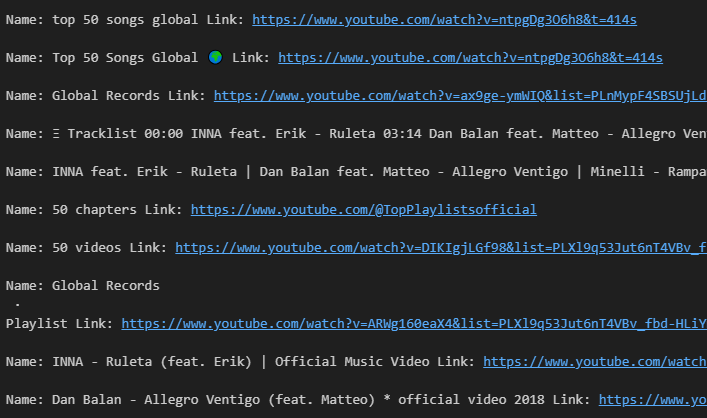 Name: top 50 songs global Link: https://www.youtube.com/watch?v=ntpgDg3O6h8&t=414s
Name: Top 50 Songs Global 🌍 Link: https://www.youtube.com/watch?v=ntpgDg3O6h8&t=414s
Name: Global Records Link: https://www.youtube.com/watch?v=ax9ge-ymWIQ&list=PLnMypF4SBSUjLd
Name: Ξ Tracklist 00:00 INNA feat. Erik - Ruleta 03:14 Dan Balan feat. Matteo - Allegro Ven
Name: INNA feat. Erik - Ruleta | Dan Balan feat. Matteo - Allegro Ventigo | Minelli - Rampa
Name: 50 chapters Link: https://www.youtube.com/@TopPlaylistsofficial
Name: 50 videos Link: https://www.youtube.com/watch?v=DIKIgjLGf98&list=PLXl9q53Jut6nT4VBv_f
Name: Global Records
·
Playlist Link: https://www.youtube.com/watch?v=ARWg160eaX4&list=PLXl9q53Jut6nT4VBv_fbd-HLiY
Name: INNA - Ruleta (feat. Erik) | Official Music Video Link: https://www.youtube.com/watch
Name: Dan Balan - Allegro Ventigo (feat. Matteo) * official video 2018 Link: https://www.yo